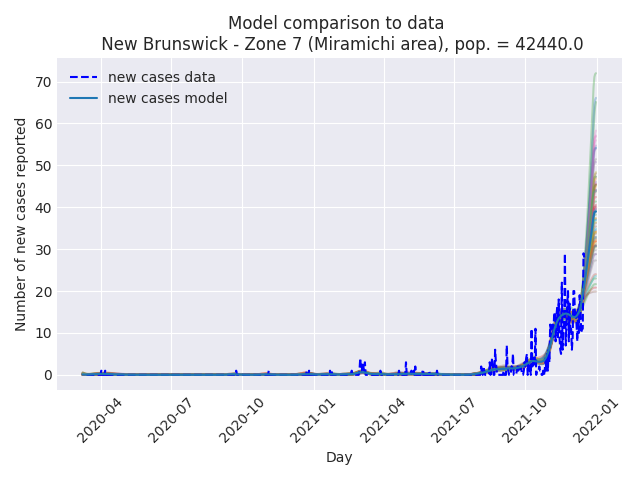 Model comparison to data
New Brunswick - Zone 7 (Miramichi area), pop. = 42440.0
new cases data
new cases model
Number of new cases reported
70
60
50
40
30
20
10
0
2020-04
2020-07
2020-10
2021-01
2021-04
2021-07
2021-10
2022-01
Day